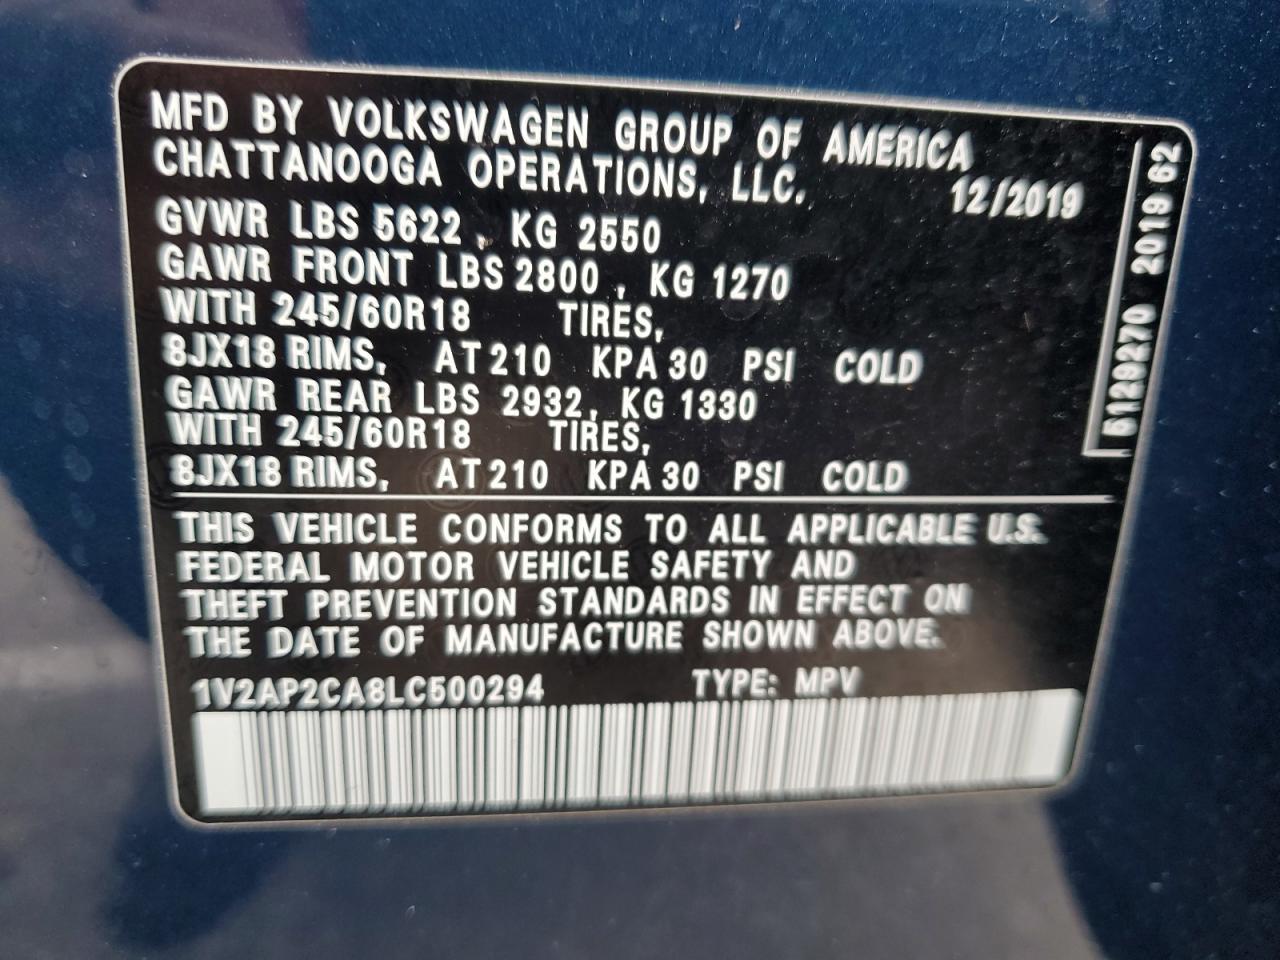 MFD BY VOLKSWAGEN GROUP OF AMERICA
CHATTANOOGA OPERATIONS, LLC. 12/2019
GVWR LBS 5622 , KG 2550
GAWR FRONT LBS 2800 , KG 1270
WITH 245/60R18 TIRES,
8JX18 RIMS, AT 210 KPA 30 PSI COLD
GAWR REAR LBS 2932, KG 1330
WITH 245/60R18 TIRES,
8JX18 RIMS, AT 210 KPA 30 PSI COLD
THIS VEHICLE CONFORMS TO ALL APPLICABLE U.S.
FEDERAL MOTOR VEHICLE SAFETY AND
THEFT PREVENTION STANDARDS IN EFFECT ON
THE DATE OF MANUFACTURE SHOWN ABOVE.
1V2AP2CA8LC500294 TYPE: MPV
5129270 2019 62